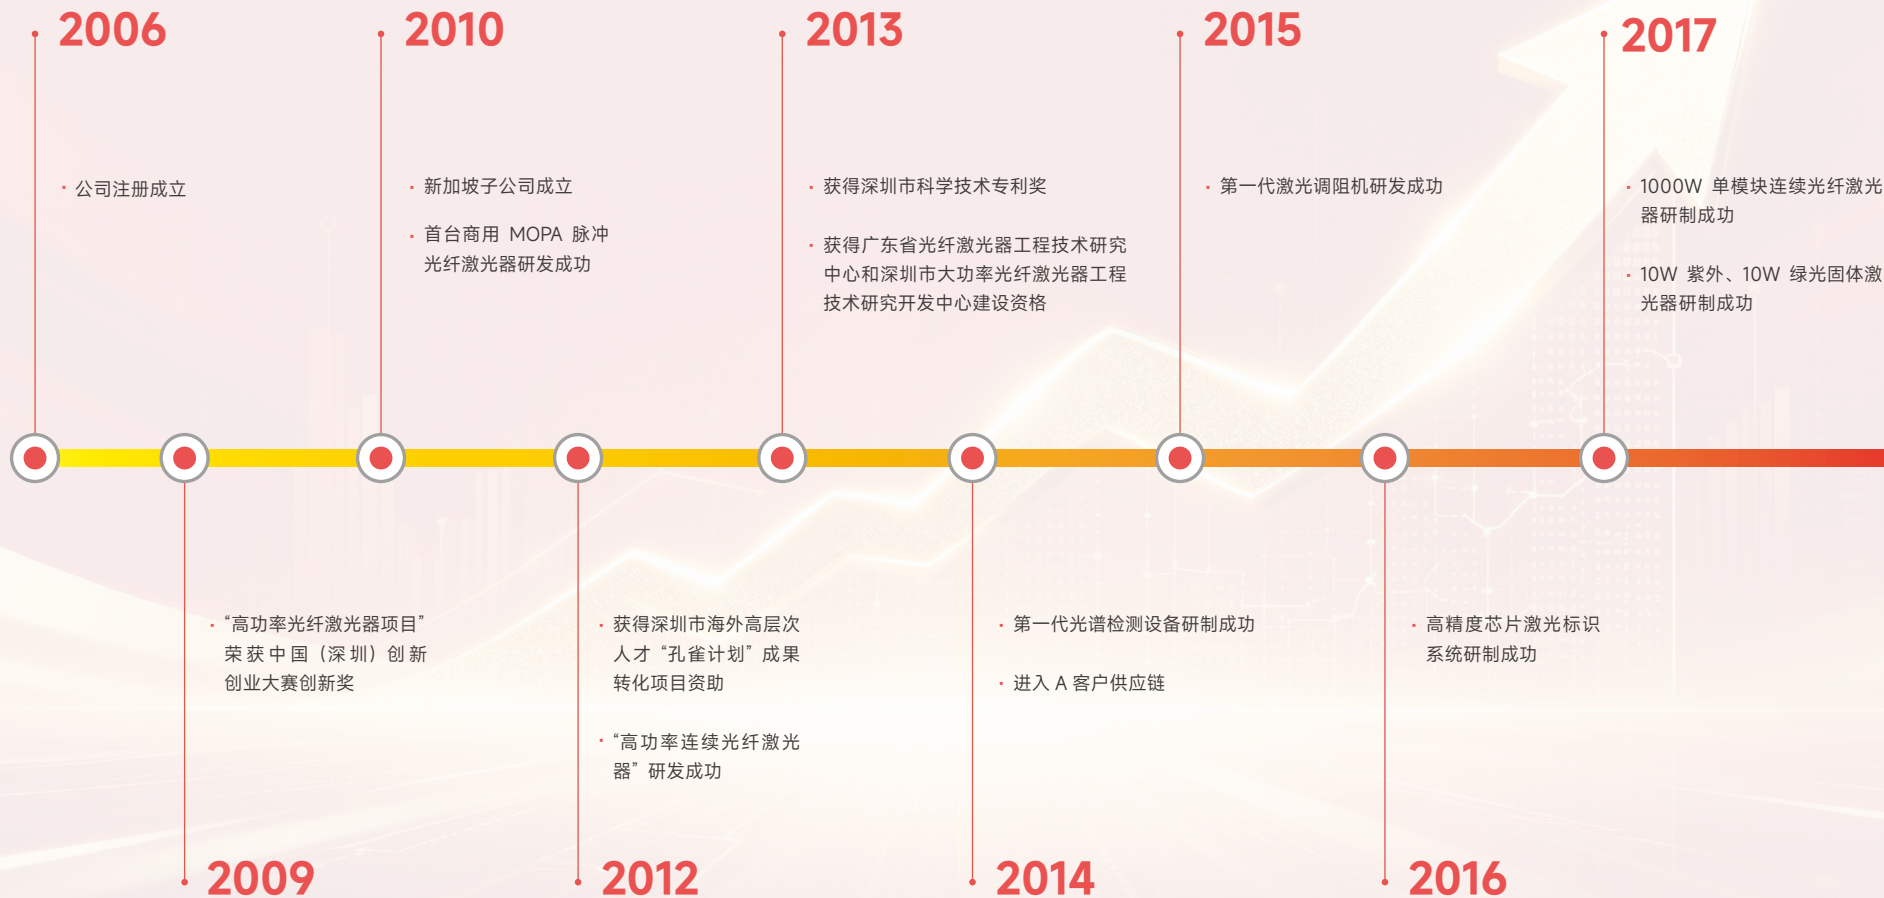 2006
· 公司注册成立
2009
· “高功率光纤激光器项目”
荣获中国（深圳）创新
创业大赛创新奖
2010
· 新加坡子公司成立
· 首台商用 MOPA 脉冲
光纤激光器研发成功
2012
· 获得深圳市海外高层次
人才“孔雀计划”成果
转化项目资助
· “高功率连续光纤激光
器”研发成功
2013
· 获得深圳市科学技术专利奖
· 获得广东省光纤激光器工程技术研究
中心和深圳市大功率光纤激光器工程
技术研究开发中心建设资格
2014
· 第一代光谱检测设备研制成功
· 进入 A 客户供应链
2015
· 第一代激光调阻机研发成功
2016
· 高精度芯片激光标识
系统研制成功
2017
· 1000W 单模块连续光纤激光
器研制成功
· 10W 紫外、10W 绿光固体激
光器研制成功